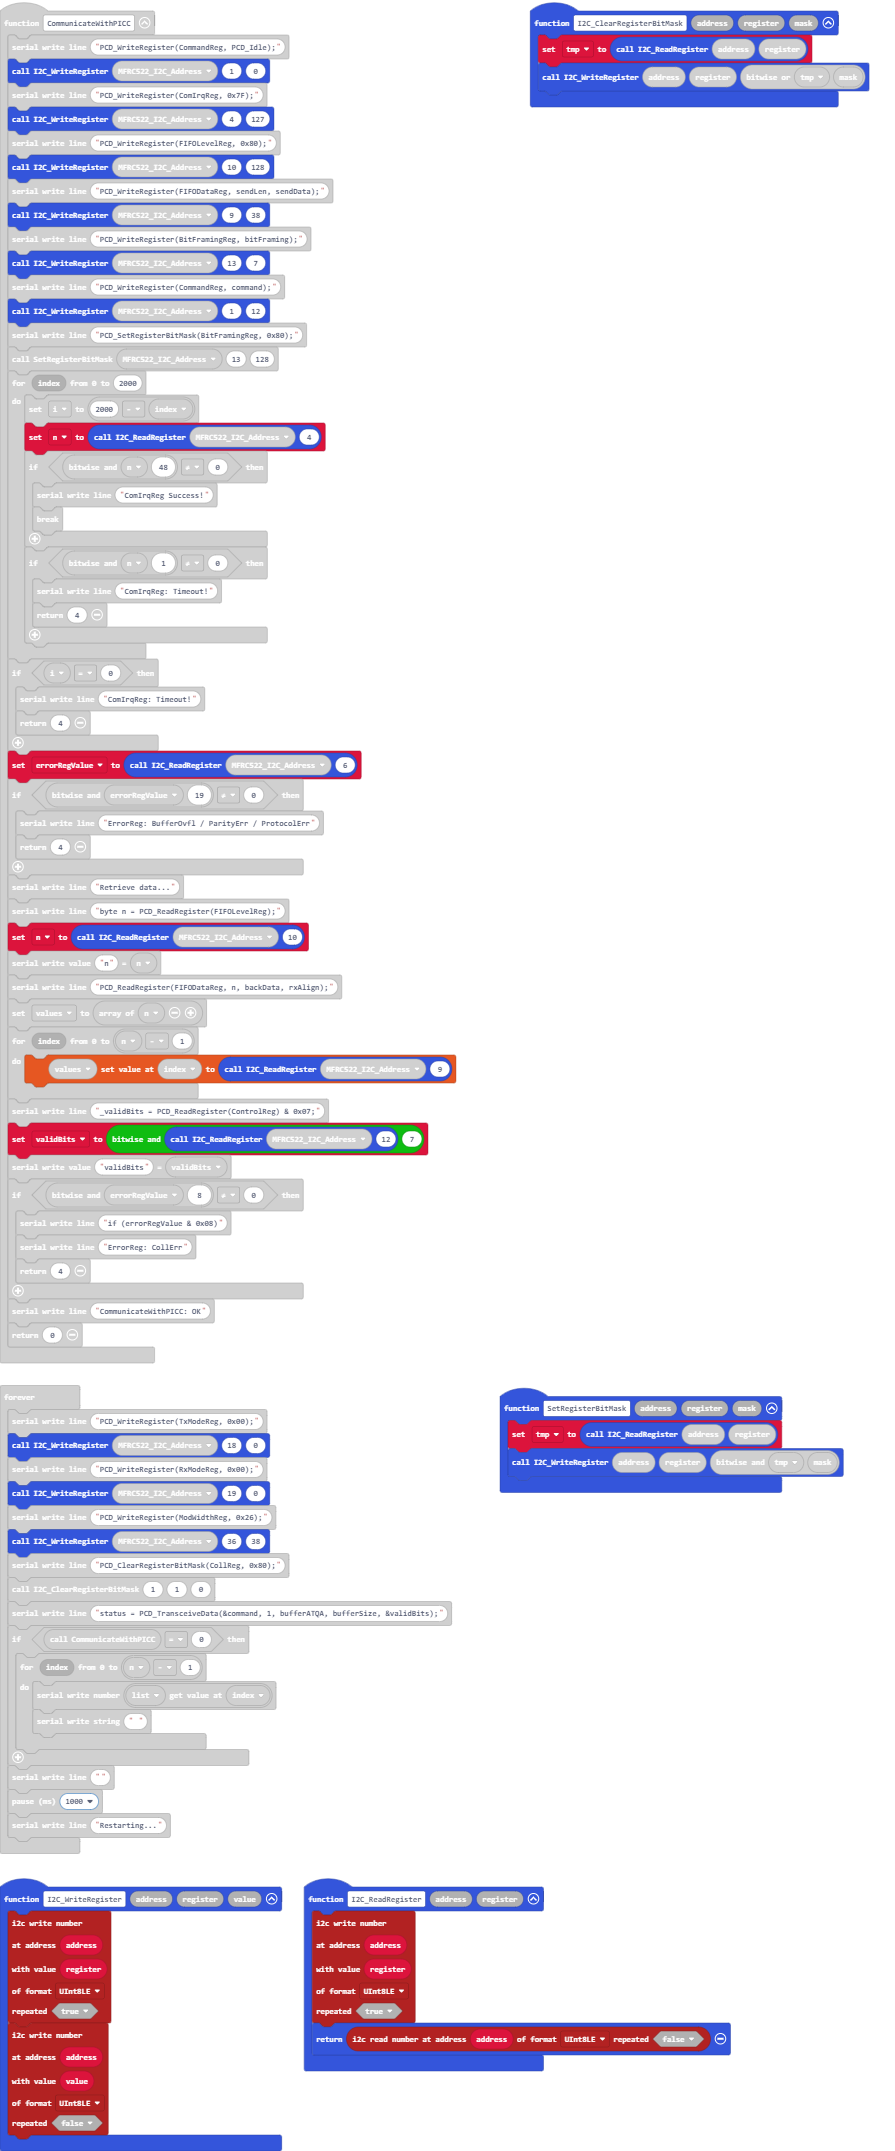 function CommunicateWithPICC
serial write line "PCD_WriteRegister(CommandReg, PCD_Idle);"
call I2C_WriteRegister MFRC522_I2C_Address 1 0
serial write line "PCD_WriteRegister(ComIrqReg, 0x7F);"
call I2C_WriteRegister MFRC522_I2C_Address 4 127
serial write line "PCD_WriteRegister(FIFOLevelReg, 0x80);"
call I2C_WriteRegister MFRC522_I2C_Address 10 128
serial write line "PCD_WriteRegister(FIFODataReg, sendLen, sendData);"
call I2C_WriteRegister MFRC522_I2C_Address 9 38
serial write line "PCD_WriteRegister(BitFramingReg, bitFraming);"
call I2C_WriteRegister MFRC522_I2C_Address 13 7
serial write line "PCD_WriteRegister(CommandReg, command);"
call I2C_WriteRegister MFRC522_I2C_Address 1 12
serial write line "PCD_SetRegisterBitMask(BitFramingReg, 0x80);"
call SetRegisterBitMask MFRC522_I2C_Address 13 128
for index from 0 to 2000
do
set i to 2000 - index
set n to call I2C_ReadRegister MFRC522_I2C_Address 4
if bitwise and n 48 ≠ 0 then
serial write line "ComIrqReg Success!"
break
if bitwise and n 1 ≠ 0 then
serial write line "ComIrqReg: Timeout!"
return 4
if i = 0 then
serial write line "ComIrqReg: Timeout!"
return 4
set errorRegValue to call I2C_ReadRegister MFRC522_I2C_Address 6
if bitwise and errorRegValue 19 ≠ 0 then
serial write line "ErrorReg: BufferOvfl / ParityErr / ProtocolErr"
return 4
serial write line "Retrieve data..."
serial write line "byte n = PCD_ReadRegister(FIFOLevelReg);"
set n to call I2C_ReadRegister MFRC522_I2C_Address 10
serial write value "n" = n
serial write line "PCD_ReadRegister(FIFODataReg, n, backData, rxAlign);"
set values to array of n
for index from 0 to n - 1
do
values set value at index to call I2C_ReadRegister MFRC522_I2C_Address 9
serial write line "_validBits = PCD_ReadRegister(ControlReg) & 0x07;"
set validBits to bitwise and call I2C_ReadRegister MFRC522_I2C_Address 12 7
serial write value "validBits" = validBits
if bitwise and errorRegValue 8 ≠ 0 then
serial write line "if (errorRegValue & 0x08)"
serial write line "ErrorReg: CollErr"
return 4
serial write line "CommunicateWithPICC: OK"
return 0
function I2C_ClearRegisterBitMask address register mask
set tmp to call I2C_ReadRegister address register
call I2C_WriteRegister address register bitwise or tmp mask
forever
serial write line "PCD_WriteRegister(TxModeReg, 0x00);"
call I2C_WriteRegister MFRC522_I2C_Address 18 0
serial write line "PCD_WriteRegister(RxModeReg, 0x00);"
call I2C_WriteRegister MFRC522_I2C_Address 19 0
serial write line "PCD_WriteRegister(ModWidthReg, 0x26);"
call I2C_WriteRegister MFRC522_I2C_Address 36 38
serial write line "PCD_ClearRegisterBitMask(CollReg, 0x80);"
call I2C_ClearRegisterBitMask 1 1 0
serial write line "status = PCD_TransceiveData(&command, 1, bufferATQA, bufferSize, &validBits);"
if call CommunicateWithPICC = 0 then
for index from 0 to n - 1
do
serial write number list get value at index
serial write string " "
serial write line ""
pause (ms) 1000
serial write line "Restarting..."
function SetRegisterBitMask address register mask
set tmp to call I2C_ReadRegister address register
call I2C_WriteRegister address register bitwise and tmp mask
function I2C_WriteRegister address register value
i2c write number
at address address
with value register
of format UInt8LE
repeated true
i2c write number
at address address
with value value
of format UInt8LE
repeated false
function I2C_ReadRegister address register
i2c write number
at address address
with value register
of format UInt8LE
repeated true
return i2c read number at address address of format UInt8LE repeated false